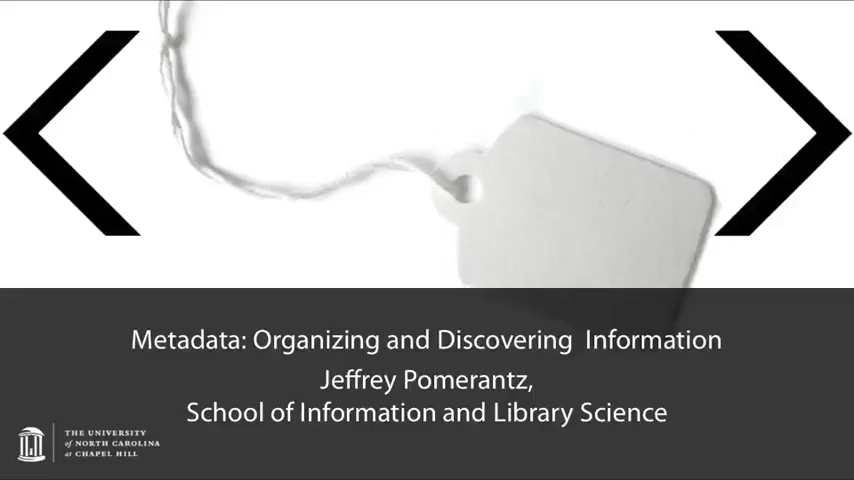 Metadata: Organizing and Discovering Information
Jeffrey Pomerantz,
School of Information and Library Science
THE UNIVERSITY
of NORTH CAROLINA
at CHAPEL HILL